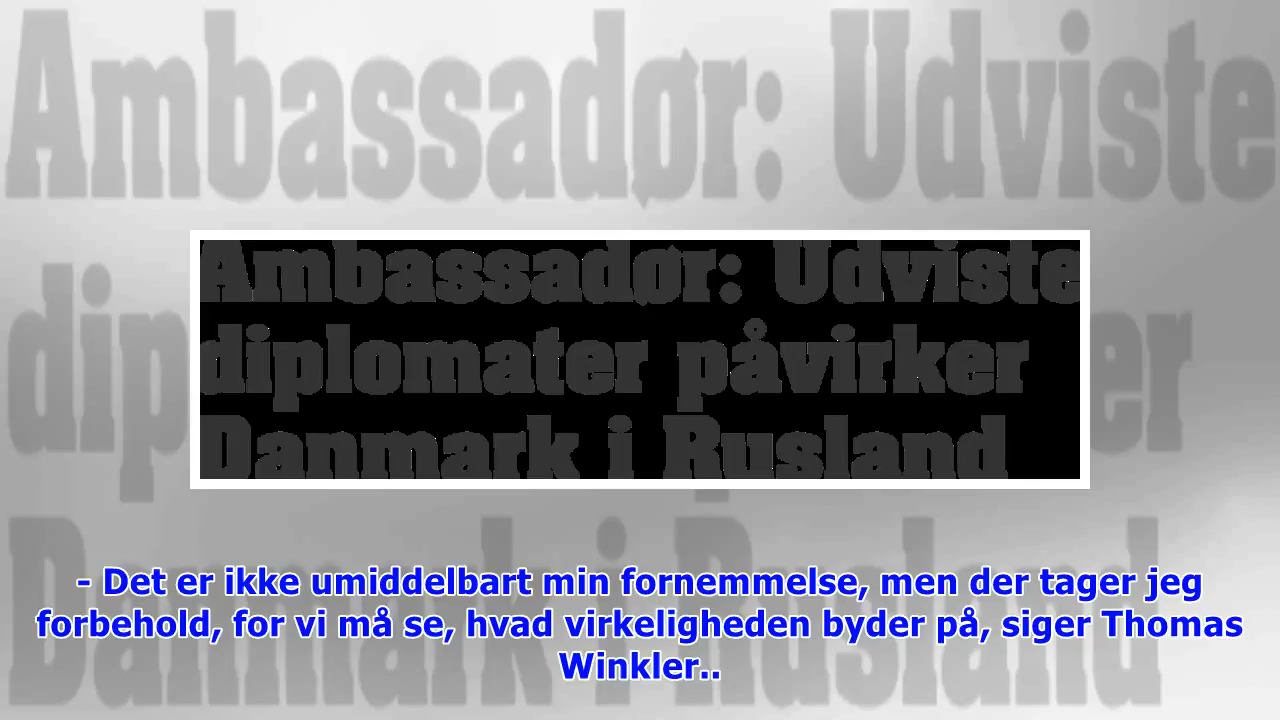 Ambassadør: Udviste
diplomater påvirker
Danmark i Rusland
- Det er ikke umiddelbart min fornemmelse, men der tager jeg
forbehold, for vi må se, hvad virkeligheden byder på, siger Thomas
Winkler..